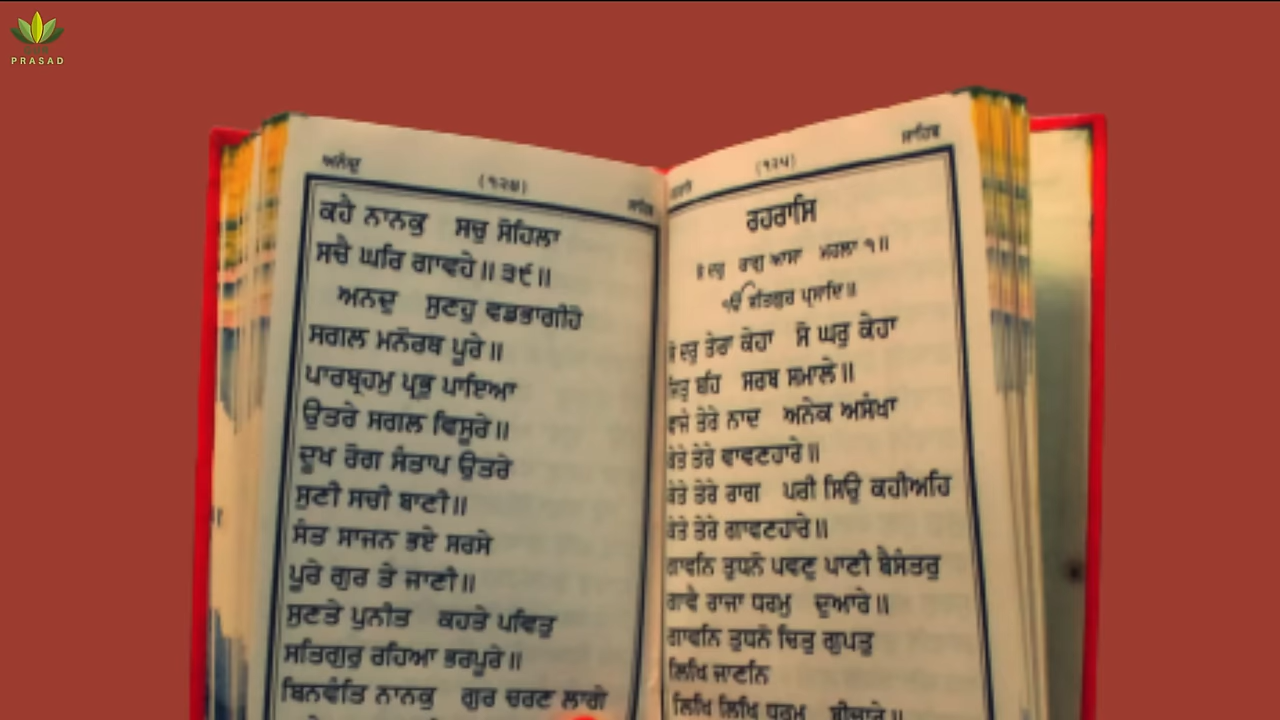 PRASAD
ਅਨੰਦੁ
(੧੨੪)
ਕਹੈ ਨਾਨਕੁ ਸਚੁ ਸੋਹਿਲਾ
ਸਚੈ ਘਰਿ ਗਾਵਹੇ॥੩੯॥
ਅਨਦੁ ਸੁਣਹੁ ਵਡਭਾਗੀਹੋ
ਸਗਲ ਮਨੋਰਥ ਪੂਰੇ॥
ਪਾਰਬ੍ਰਹਮੁ ਪ੍ਰਭੁ ਪਾਇਆ
ਉਤਰੇ ਸਗਲ ਵਿਸੂਰੇ॥
ਦੂਖ ਰੋਗ ਸੰਤਾਪ ਉਤਰੇ
ਸੁਣੀ ਸਚੀ ਬਾਣੀ॥
ਸੰਤ ਸਾਜਨ ਭਏ ਸਰਸੇ
ਪੂਰੇ ਗੁਰ ਤੇ ਜਾਣੀ॥
ਸੁਣਤੇ ਪੁਨੀਤ ਕਹਤੇ ਪਵਿਤੁ
ਸਤਿਗੁਰੁ ਰਹਿਆ ਭਰਪੂਰੇ॥
ਬਿਨਵੰਤਿ ਨਾਨਕੁ ਗੁਰ ਚਰਣ ਲਾਗੇ
ਸਾਹਿਬ
(੧੨੫)
ਰਹਰਾਸਿ
ਸੋ ਦਰੁ ਰਾਗੁ ਆਸਾ ਮਹਲਾ ੧॥
ੴ ਸਤਿਗੁਰ ਪ੍ਰਸਾਦਿ॥
ਸੋ ਦਰੁ ਤੇਰਾ ਕੇਹਾ ਸੋ ਘਰੁ ਕੇਹਾ
ਜਿਤੁ ਬਹਿ ਸਰਬ ਸਮਾਲੇ॥
ਵਾਜੇ ਤੇਰੇ ਨਾਦ ਅਨੇਕ ਅਸੰਖਾ
ਕੇਤੇ ਤੇਰੇ ਵਾਵਣਹਾਰੇ॥
ਕੇਤੇ ਤੇਰੇ ਰਾਗ ਪਰੀ ਸਿਉ ਕਹੀਅਹਿ
ਕੇਤੇ ਤੇਰੇ ਗਾਵਣਹਾਰੇ॥
ਗਾਵਨਿ ਤੁਧਨੋ ਪਵਣੁ ਪਾਣੀ ਬੈਸੰਤਰੁ
ਗਾਵੈ ਰਾਜਾ ਧਰਮੁ ਦੁਆਰੇ॥
ਗਾਵਨਿ ਤੁਧਨੋ ਚਿਤੁ ਗੁਪਤੁ
ਲਿਖਿ ਜਾਣਨਿ
ਲਿਖਿ ਲਿਖਿ ਧਰਮੁ ਬੀਚਾਰੇ॥